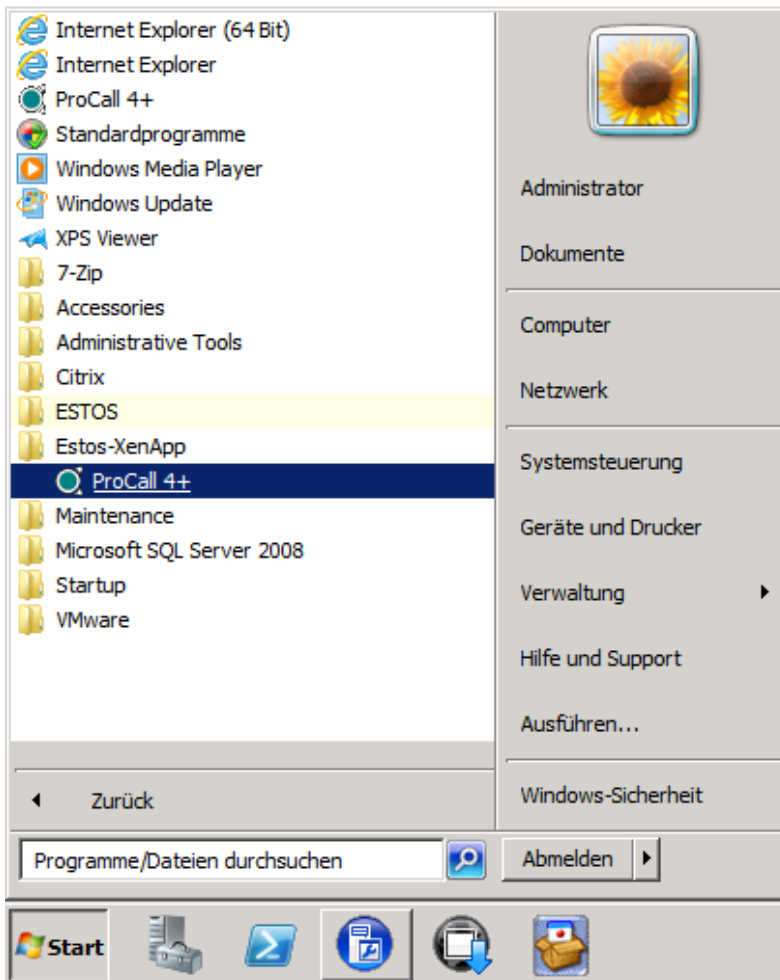 Internet Explorer (64 Bit)
Internet Explorer
ProCall 4+
Standardprogramme
Windows Media Player
Windows Update
XPS Viewer
7-Zip
Accessories
Administrative Tools
Citrix
ESTOS
Estos-XenApp
ProCall 4+
Maintenance
Microsoft SQL Server 2008
Startup
VMware
Zurück
Programme/Dateien durchsuchen
Administrator
Dokumente
Computer
Netzwerk
Systemsteuerung
Geräte und Drucker
Verwaltung
Hilfe und Support
Ausführen...
Windows-Sicherheit
Abmelden
Start